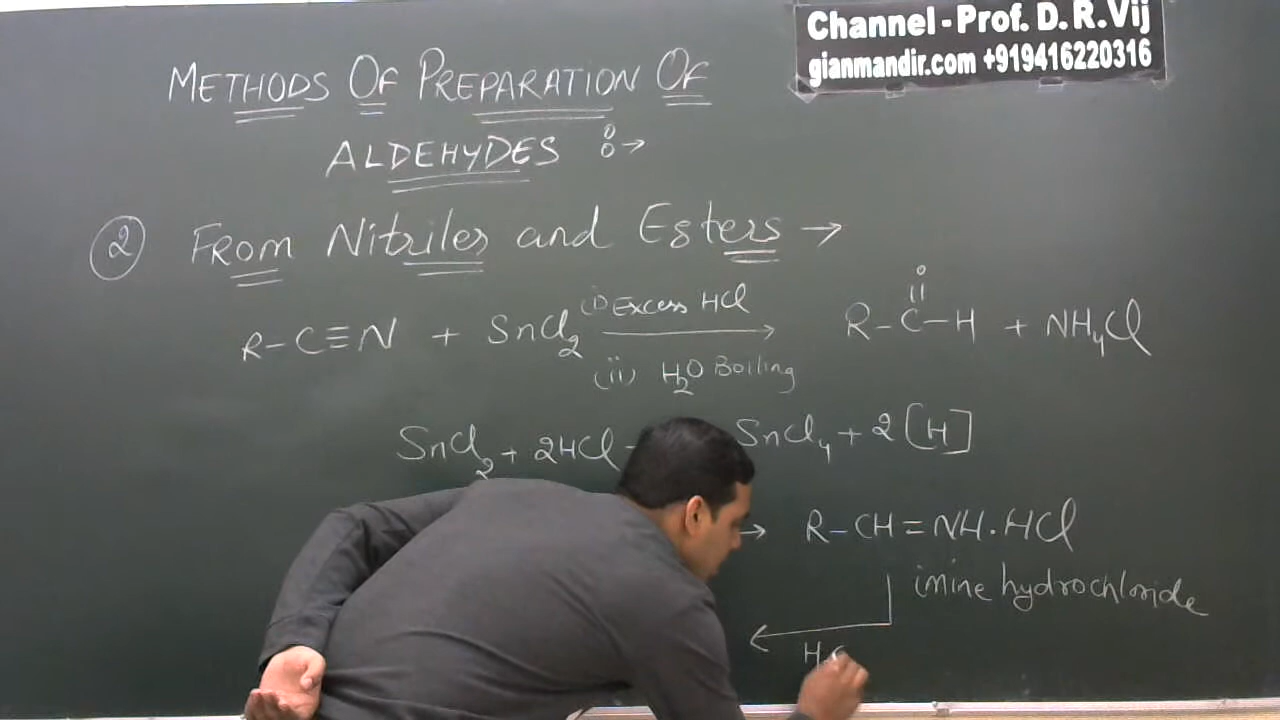 Channel - Prof. D. R. Vij
gianmandir.com +919416220316
METHODS OF PREPARATION OF
ALDEHYDES :→
② FROM Nitriles and Esters →
R-C≡N + SnCl₂ (i) Excess HCl → (ii) H₂O Boiling
O
||
R-C-H + NH₄Cl
SnCl₂ + 2HCl - SnCl₄ + 2[H]
→ R-CH=NH.HCl
imine hydrochloride
←
H₂